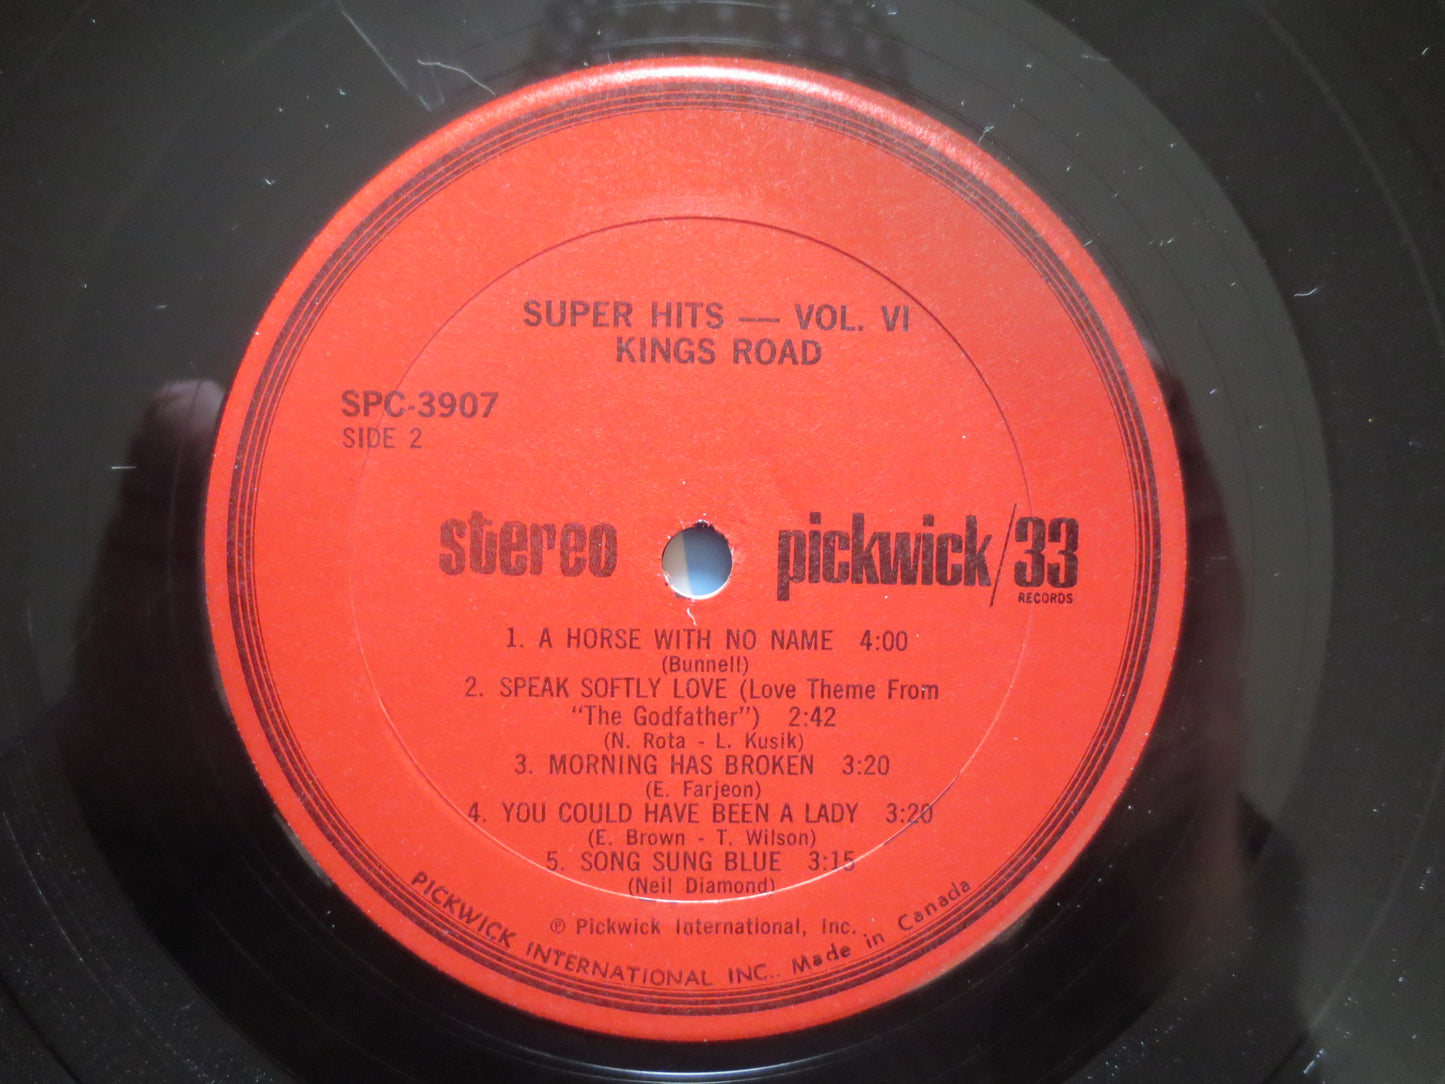 SUPER HITS — VOL. VI
KINGS ROAD
SPC-3907
SIDE 2
stereo pickwick/33
RECORDS
1. A HORSE WITH NO NAME 4:00
(Bunnell)
2. SPEAK SOFTLY LOVE (Love Theme From
"The Godfather") 2:42
(N. Rota - L. Kusik)
3. MORNING HAS BROKEN 3:20
(E. Farjeon)
4. YOU COULD HAVE BEEN A LADY 3:20
(E. Brown - T. Wilson)
5. SONG SUNG BLUE 3:15
(Neil Diamond)
℗ Pickwick International, Inc.
PICKWICK INTERNATIONAL INC.. Made in Canada